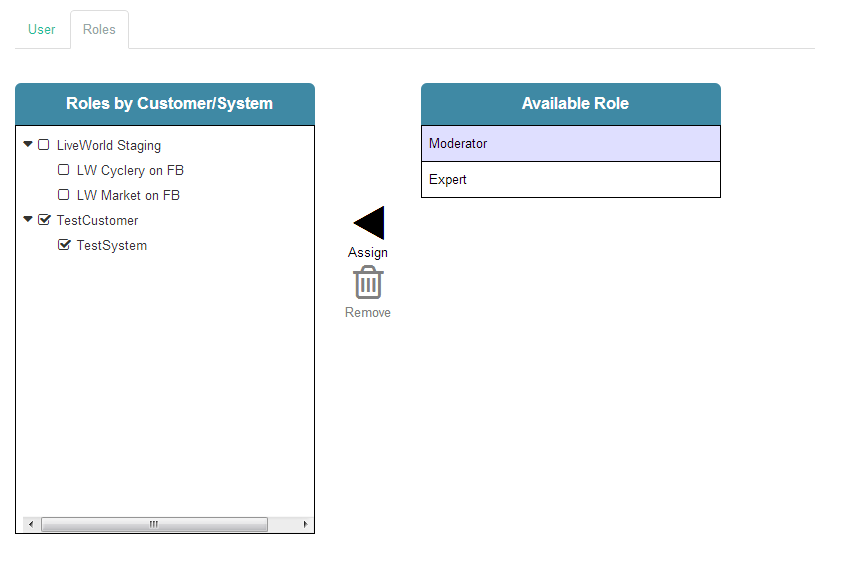 User
Roles
Roles by Customer/System
LiveWorld Staging
LW Cyclery on FB
LW Market on FB
TestCustomer
TestSystem
Assign
Remove
Available Role
Moderator
Expert